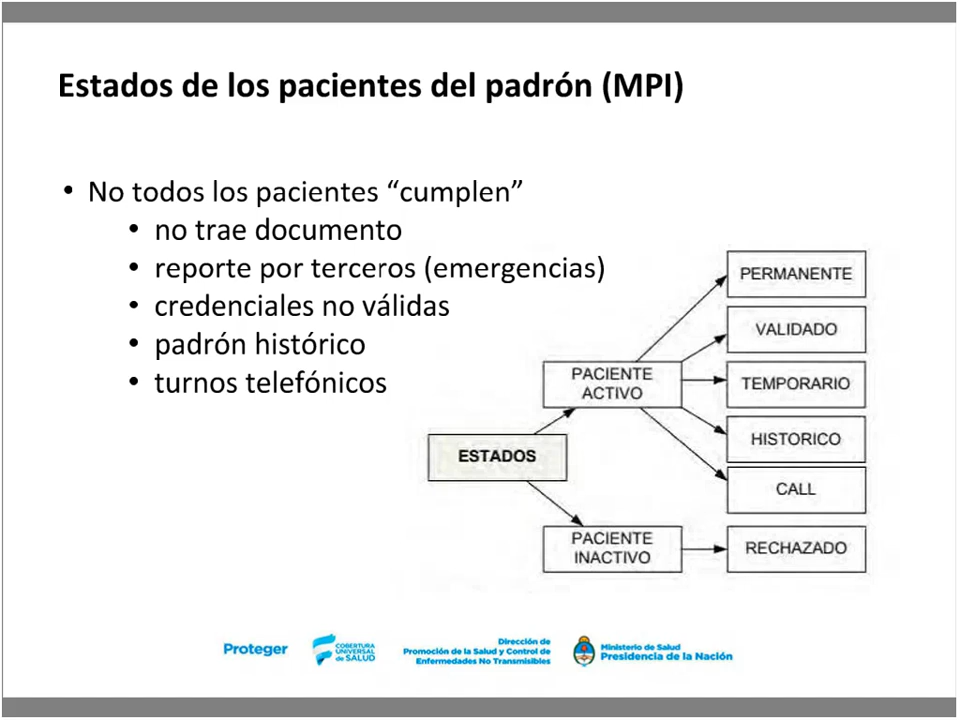 Estados de los pacientes del padrón (MPI)
• No todos los pacientes “cumplen”
• no trae documento
• reporte por terceros (emergencias)
• credenciales no válidas
• padrón histórico
• turnos telefónicos
ESTADOS
PACIENTE
ACTIVO
PERMANENTE
VALIDADO
TEMPORARIO
HISTORICO
CALL
PACIENTE
INACTIVO
RECHAZADO
Proteger
COBERTURA
UNIVERSAL
de SALUD
Dirección de
Promoción de la Salud y Control de
Enfermedades No Transmisibles
Ministerio de Salud
Presidencia de la Nación